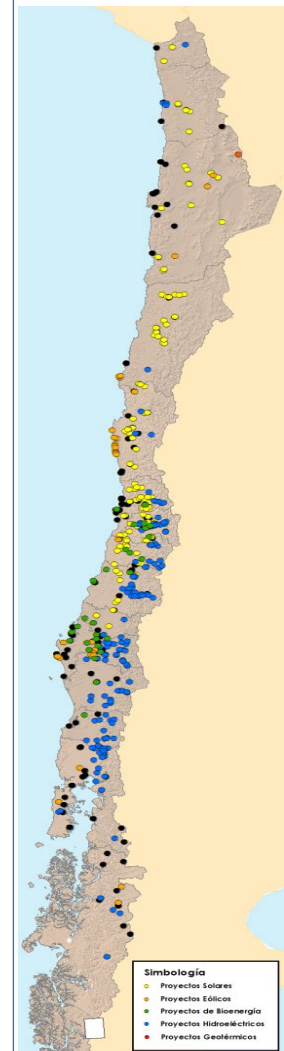 Simbología
Proyectos Solares
Proyectos Eólicos
Proyectos de Bioenergía
Proyectos Hidroeléctricos
Proyectos Geotérmicos